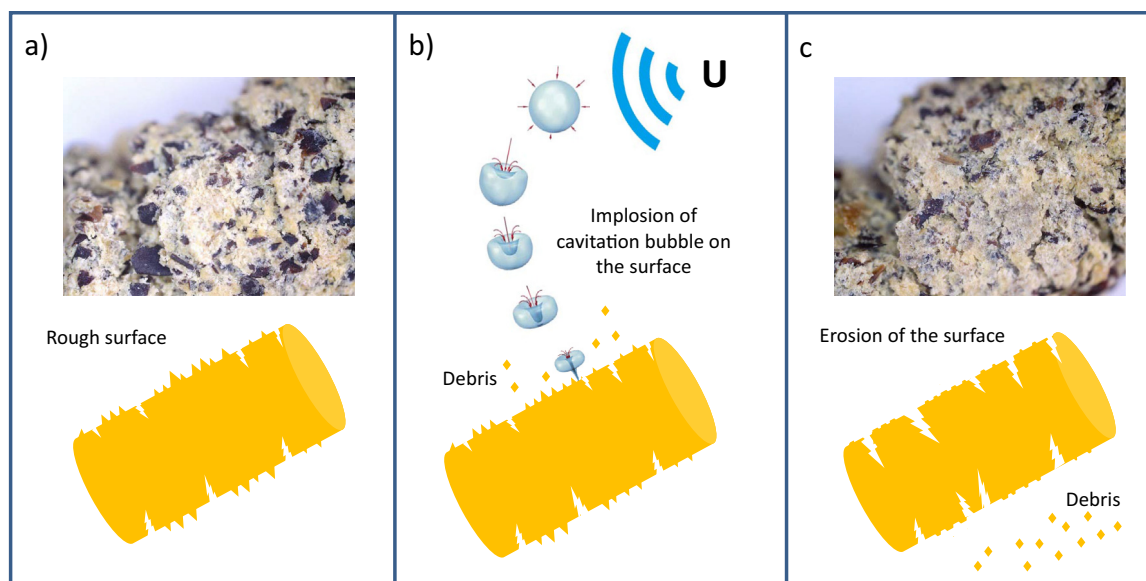 a)
Rough surface
b)
U
Implosion of
cavitation bubble on
the surface
Debris
c
Erosion of the surface
Debris